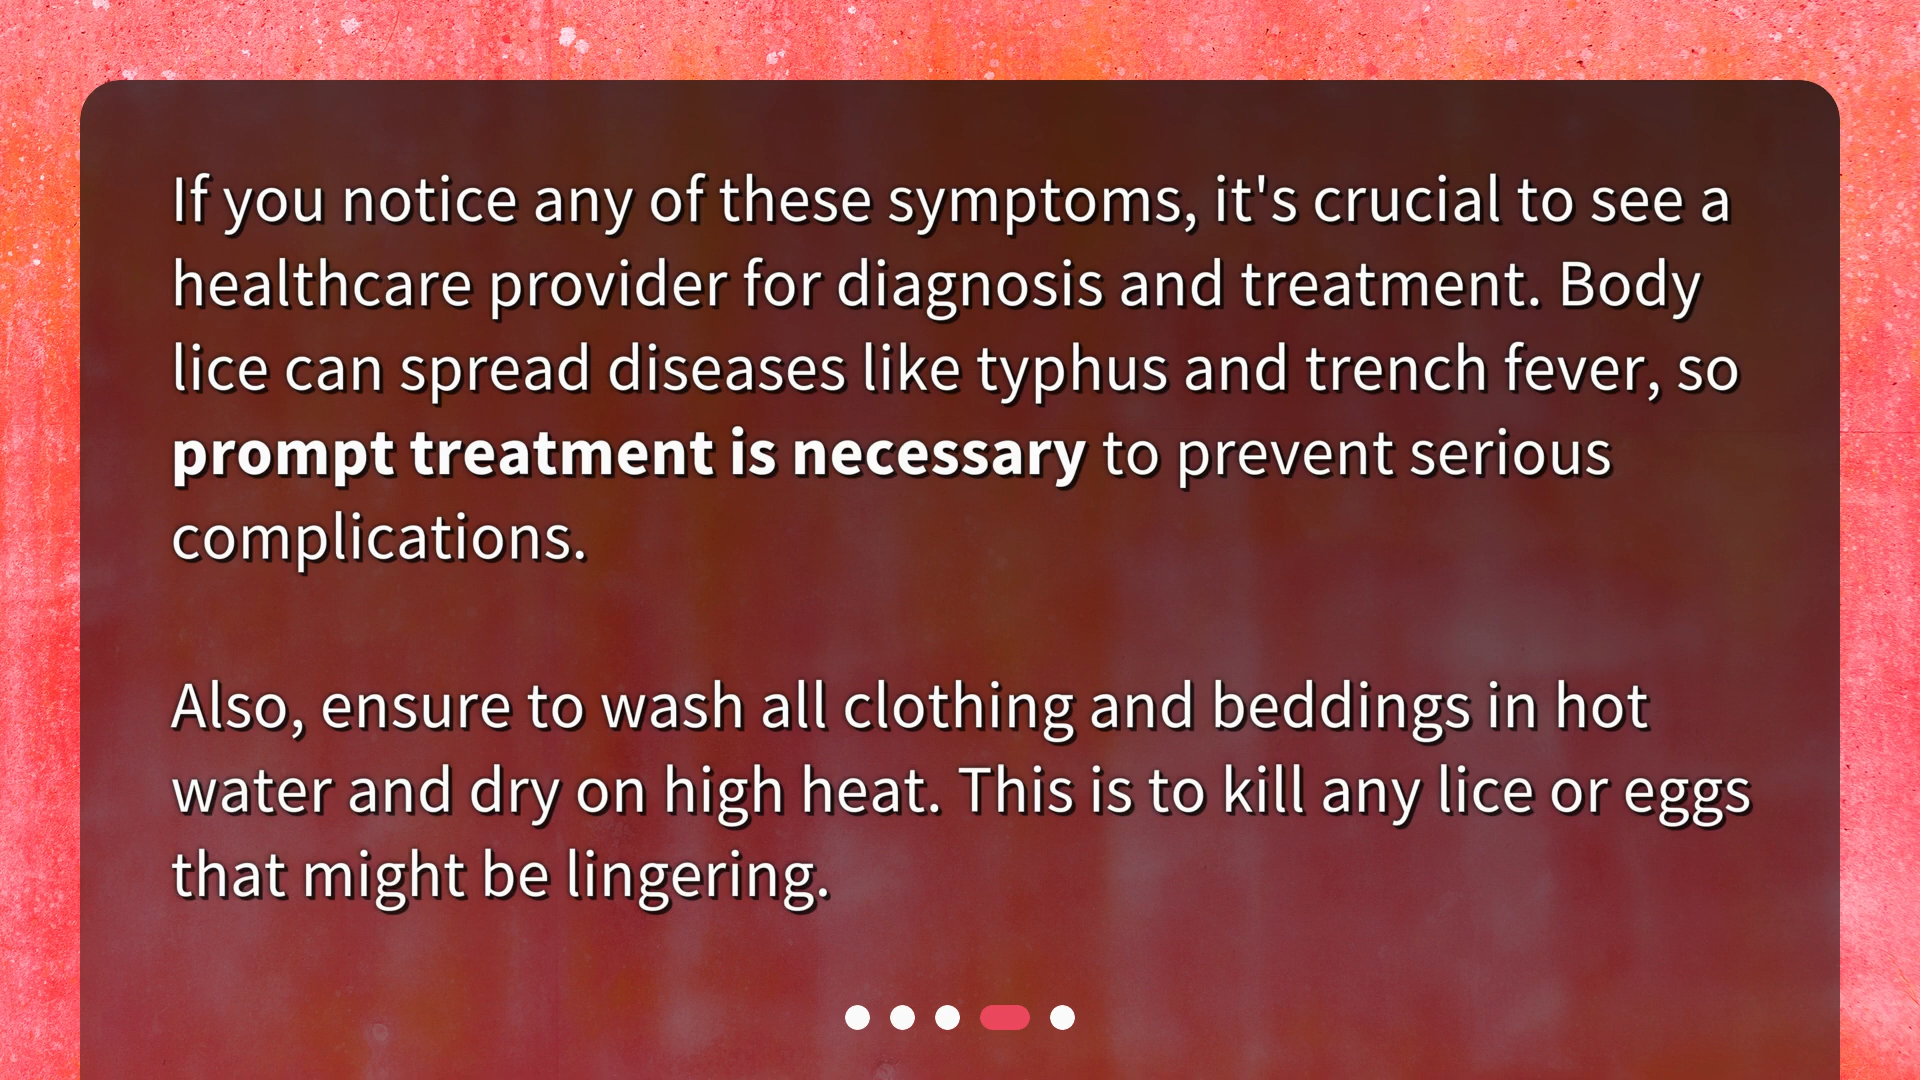 If you notice any of these symptoms, it's crucial to see a
healthcare provider for diagnosis and treatment. Body
lice can spread diseases like typhus and trench fever, so
prompt treatment is necessary to prevent serious
complications.
Also, ensure to wash all clothing and beddings in hot
water and dry on high heat. This is to kill any lice or eggs
that might be lingering.